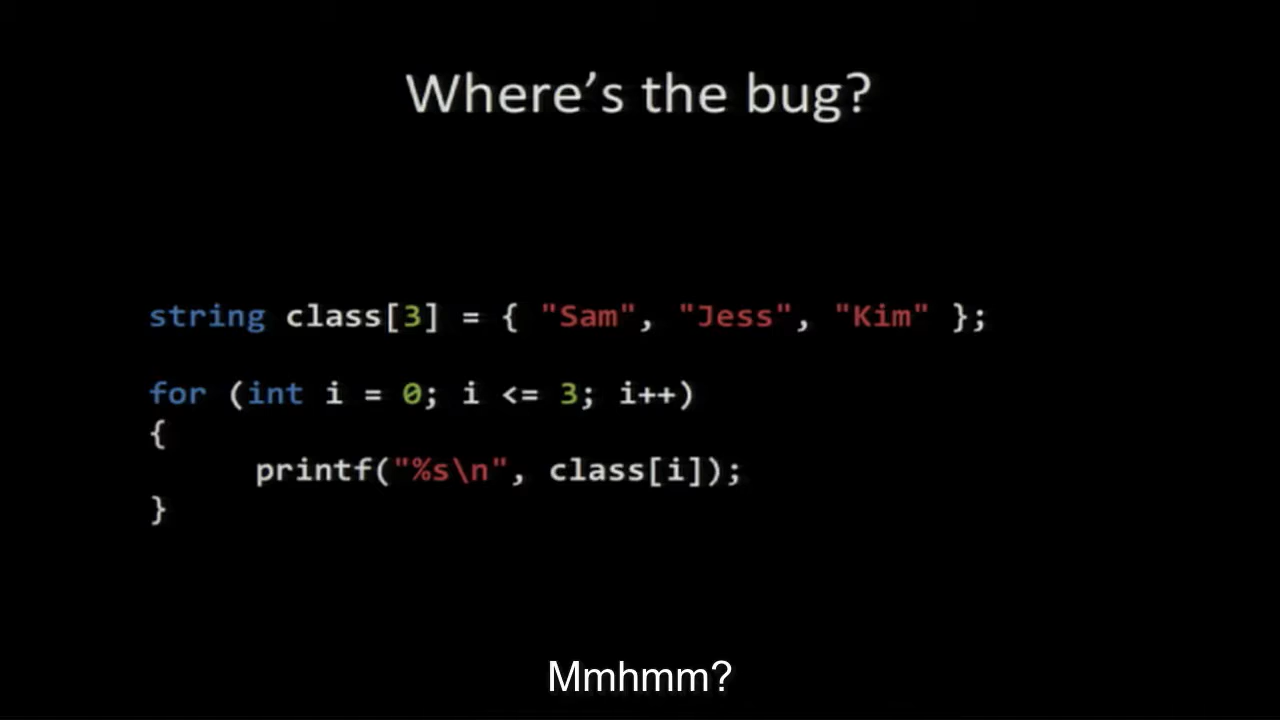 Where's the bug?
string class[3] = { "Sam", "Jess", "Kim" };
for (int i = 0; i <= 3; i++)
{
printf("%s\n", class[i]);
}
Mmhmm?